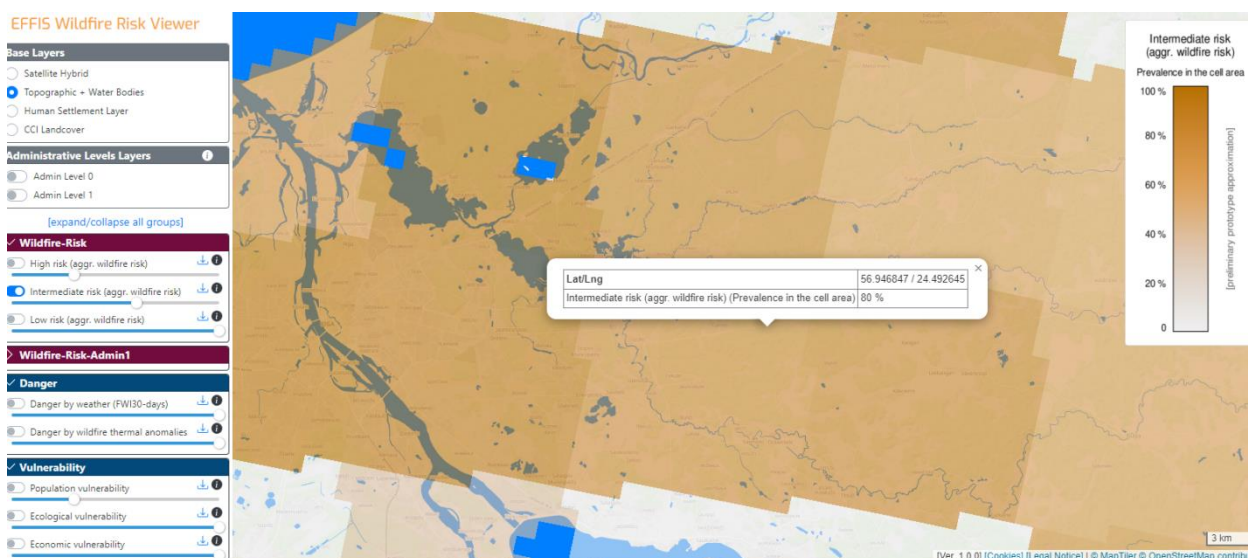 EFFIS Wildfire Risk Viewer
Base Layers
Satellite Hybrid
Topographic + Water Bodies
Human Settlement Layer
CCI Landcover
Administrative Levels Layers
Admin Level 0
Admin Level 1
[expand/collapse all groups]
Wildfire-Risk
High risk (aggr. wildfire risk)
Intermediate risk (aggr. wildfire risk)
Low risk (aggr. wildfire risk)
Wildfire-Risk-Admin1
Danger
Danger by weather (FWI30-days)
Danger by wildfire thermal anomalies
Vulnerability
Population vulnerability
Ecological vulnerability
Economic vulnerability
Lat/Lng 56.946847 / 24.492645
Intermediate risk (aggr. wildfire risk) (Prevalence in the cell area) 80 %
Intermediate risk
(aggr. wildfire risk)
Prevalence in the cell area
100 %
80 %
60 %
40 %
20 %
0
[preliminary prototype approximation]
3 km
[Ver. 1.0.0] [Cookies] [Legal Notice] | © MapTiler © OpenStreetMap contribu